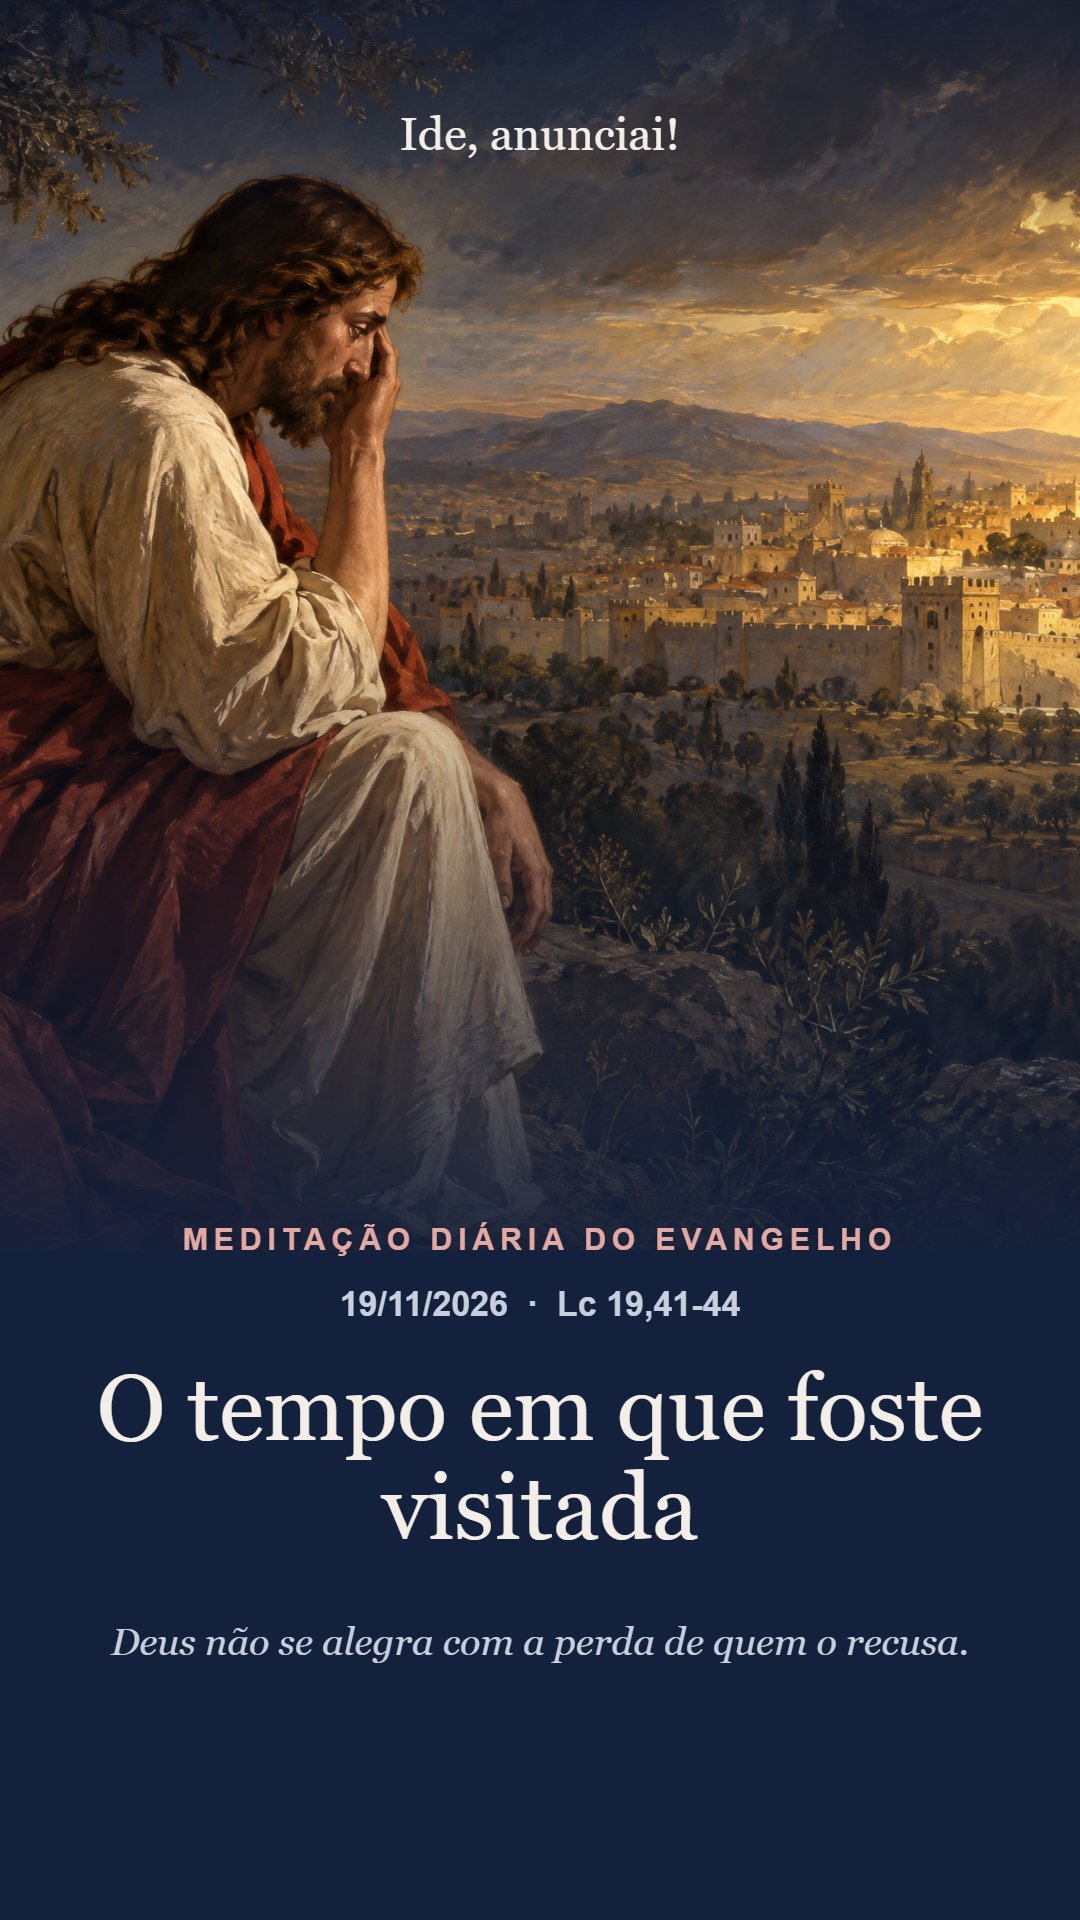 Ide, anunciai!
MEDITAÇÃO DIÁRIA DO EVANGELHO
19/11/2026 · Lc 19,41-44
O tempo em que foste
visitada
Deus não se alegra com a perda de quem o recusa.